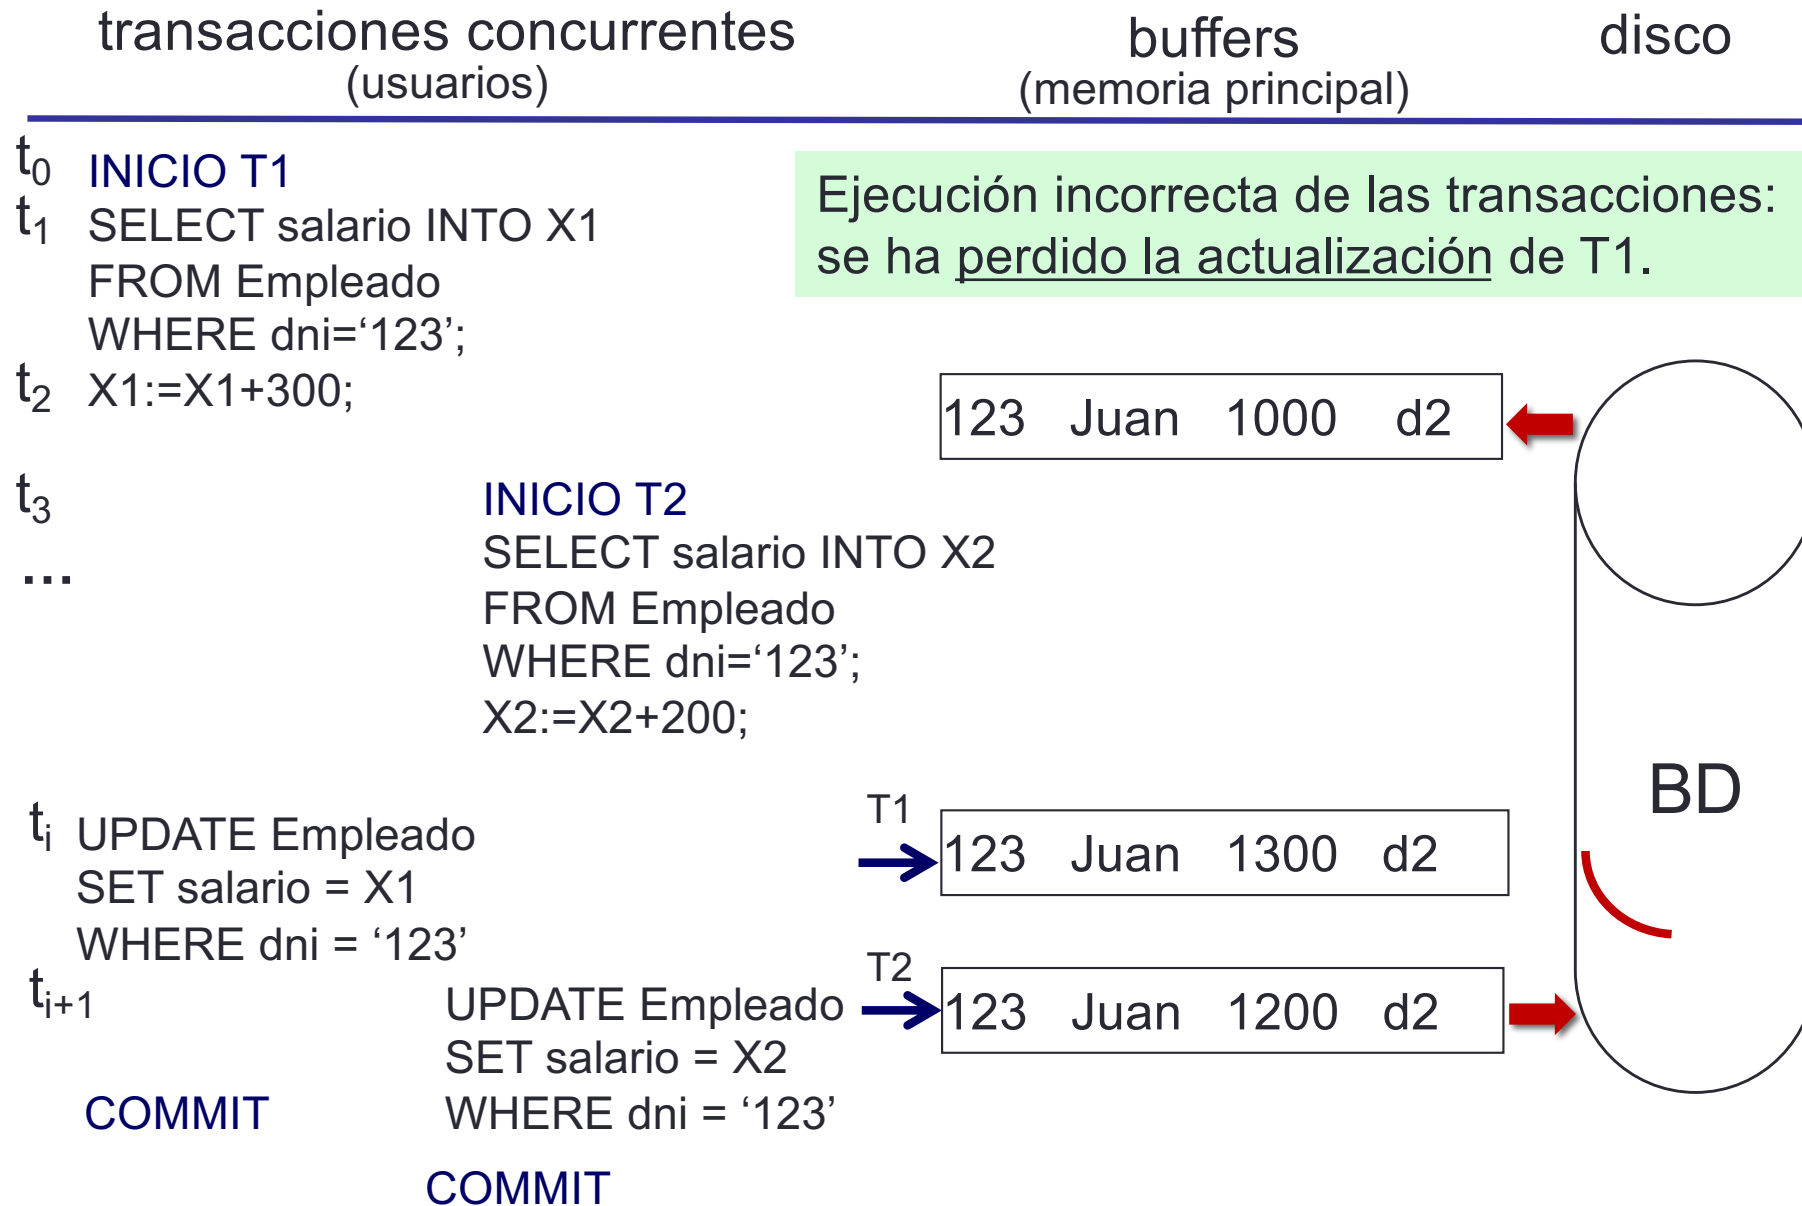 transacciones concurrentes
(usuarios)
buffers
(memoria principal)
disco
t0 INICIO T1
t1 SELECT salario INTO X1
FROM Empleado
WHERE dni=‘123’;
t2 X1:=X1+300;
Ejecución incorrecta de las transacciones:
se ha perdido la actualización de T1.
123 Juan 1000 d2
t3 INICIO T2
... SELECT salario INTO X2
FROM Empleado
WHERE dni=‘123’;
X2:=X2+200;
BD
ti UPDATE Empleado
SET salario = X1
WHERE dni = ‘123’
T1
123 Juan 1300 d2
ti+1 UPDATE Empleado
SET salario = X2
WHERE dni = ‘123’
T2
123 Juan 1200 d2
COMMIT
COMMIT